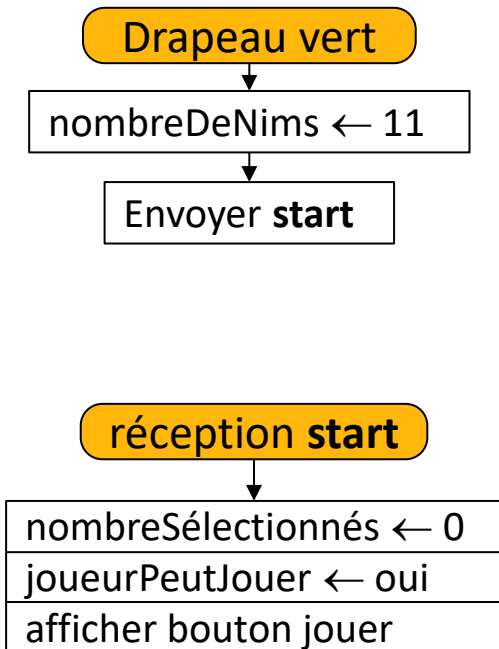 Drapeau vert
nombreDeNims ← 11
Envoyer start
réception start
nombreSélectionnés ← 0
joueurPeutJouer ← oui
afficher bouton jouer